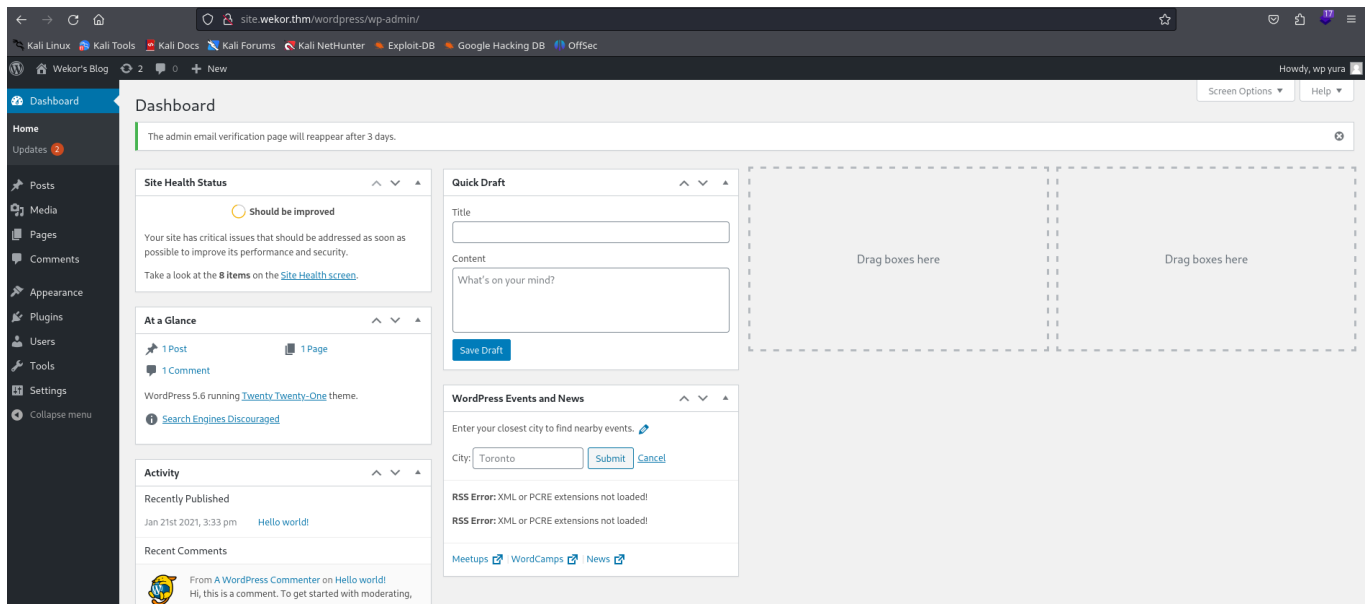 site.wekor.thm/wordpress/wp-admin/
17
Kali Linux Kali Tools Kali Docs Kali Forums Kali NetHunter Exploit-DB Google Hacking DB OffSec
Wekor's Blog 2 0 + New Howdy, wp yura
Dashboard
Home
Updates 2
Posts
Media
Pages
Comments
Appearance
Plugins
Users
Tools
Settings
Collapse menu
Screen Options ▼ Help ▼
Dashboard
The admin email verification page will reappear after 3 days.
Site Health Status
Should be improved
Your site has critical issues that should be addressed as soon as
possible to improve its performance and security.
Take a look at the 8 items on the Site Health screen.
At a Glance
1 Post 1 Page
1 Comment
WordPress 5.6 running Twenty Twenty-One theme.
Search Engines Discouraged
Activity
Recently Published
Jan 21st 2021, 3:33 pm Hello world!
Recent Comments
From A WordPress Commenter on Hello world!
Hi, this is a comment. To get started with moderating,
Quick Draft
Title
Content
What's on your mind?
Save Draft
WordPress Events and News
Enter your closest city to find nearby events.
City: Toronto Submit Cancel
RSS Error: XML or PCRE extensions not loaded!
RSS Error: XML or PCRE extensions not loaded!
Meetups | WordCamps | News
Drag boxes here
Drag boxes here